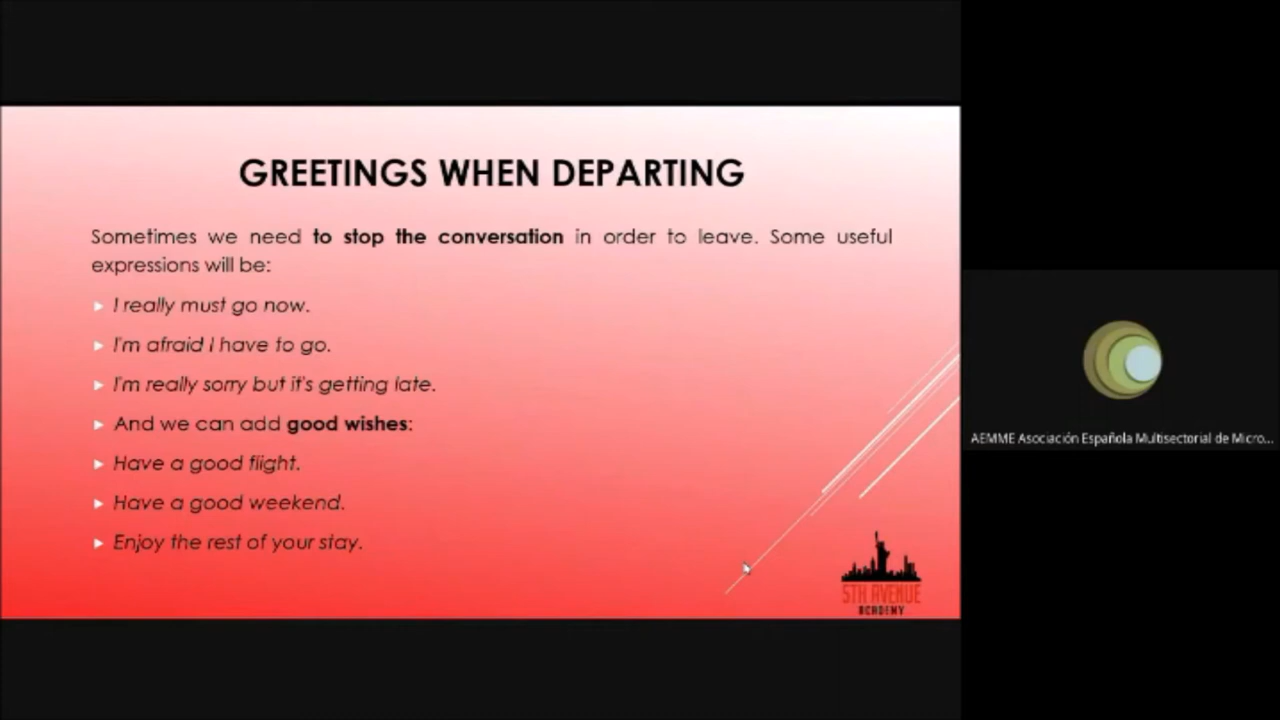 GREETINGS WHEN DEPARTING
Sometimes we need to stop the conversation in order to leave. Some useful
expressions will be:
I really must go now.
I'm afraid I have to go.
I'm really sorry but it's getting late.
And we can add good wishes:
Have a good flight.
Have a good weekend.
Enjoy the rest of your stay.
5TH AVENUE
ACADEMY
AEMME Asociación Española Multisectorial de Micro...